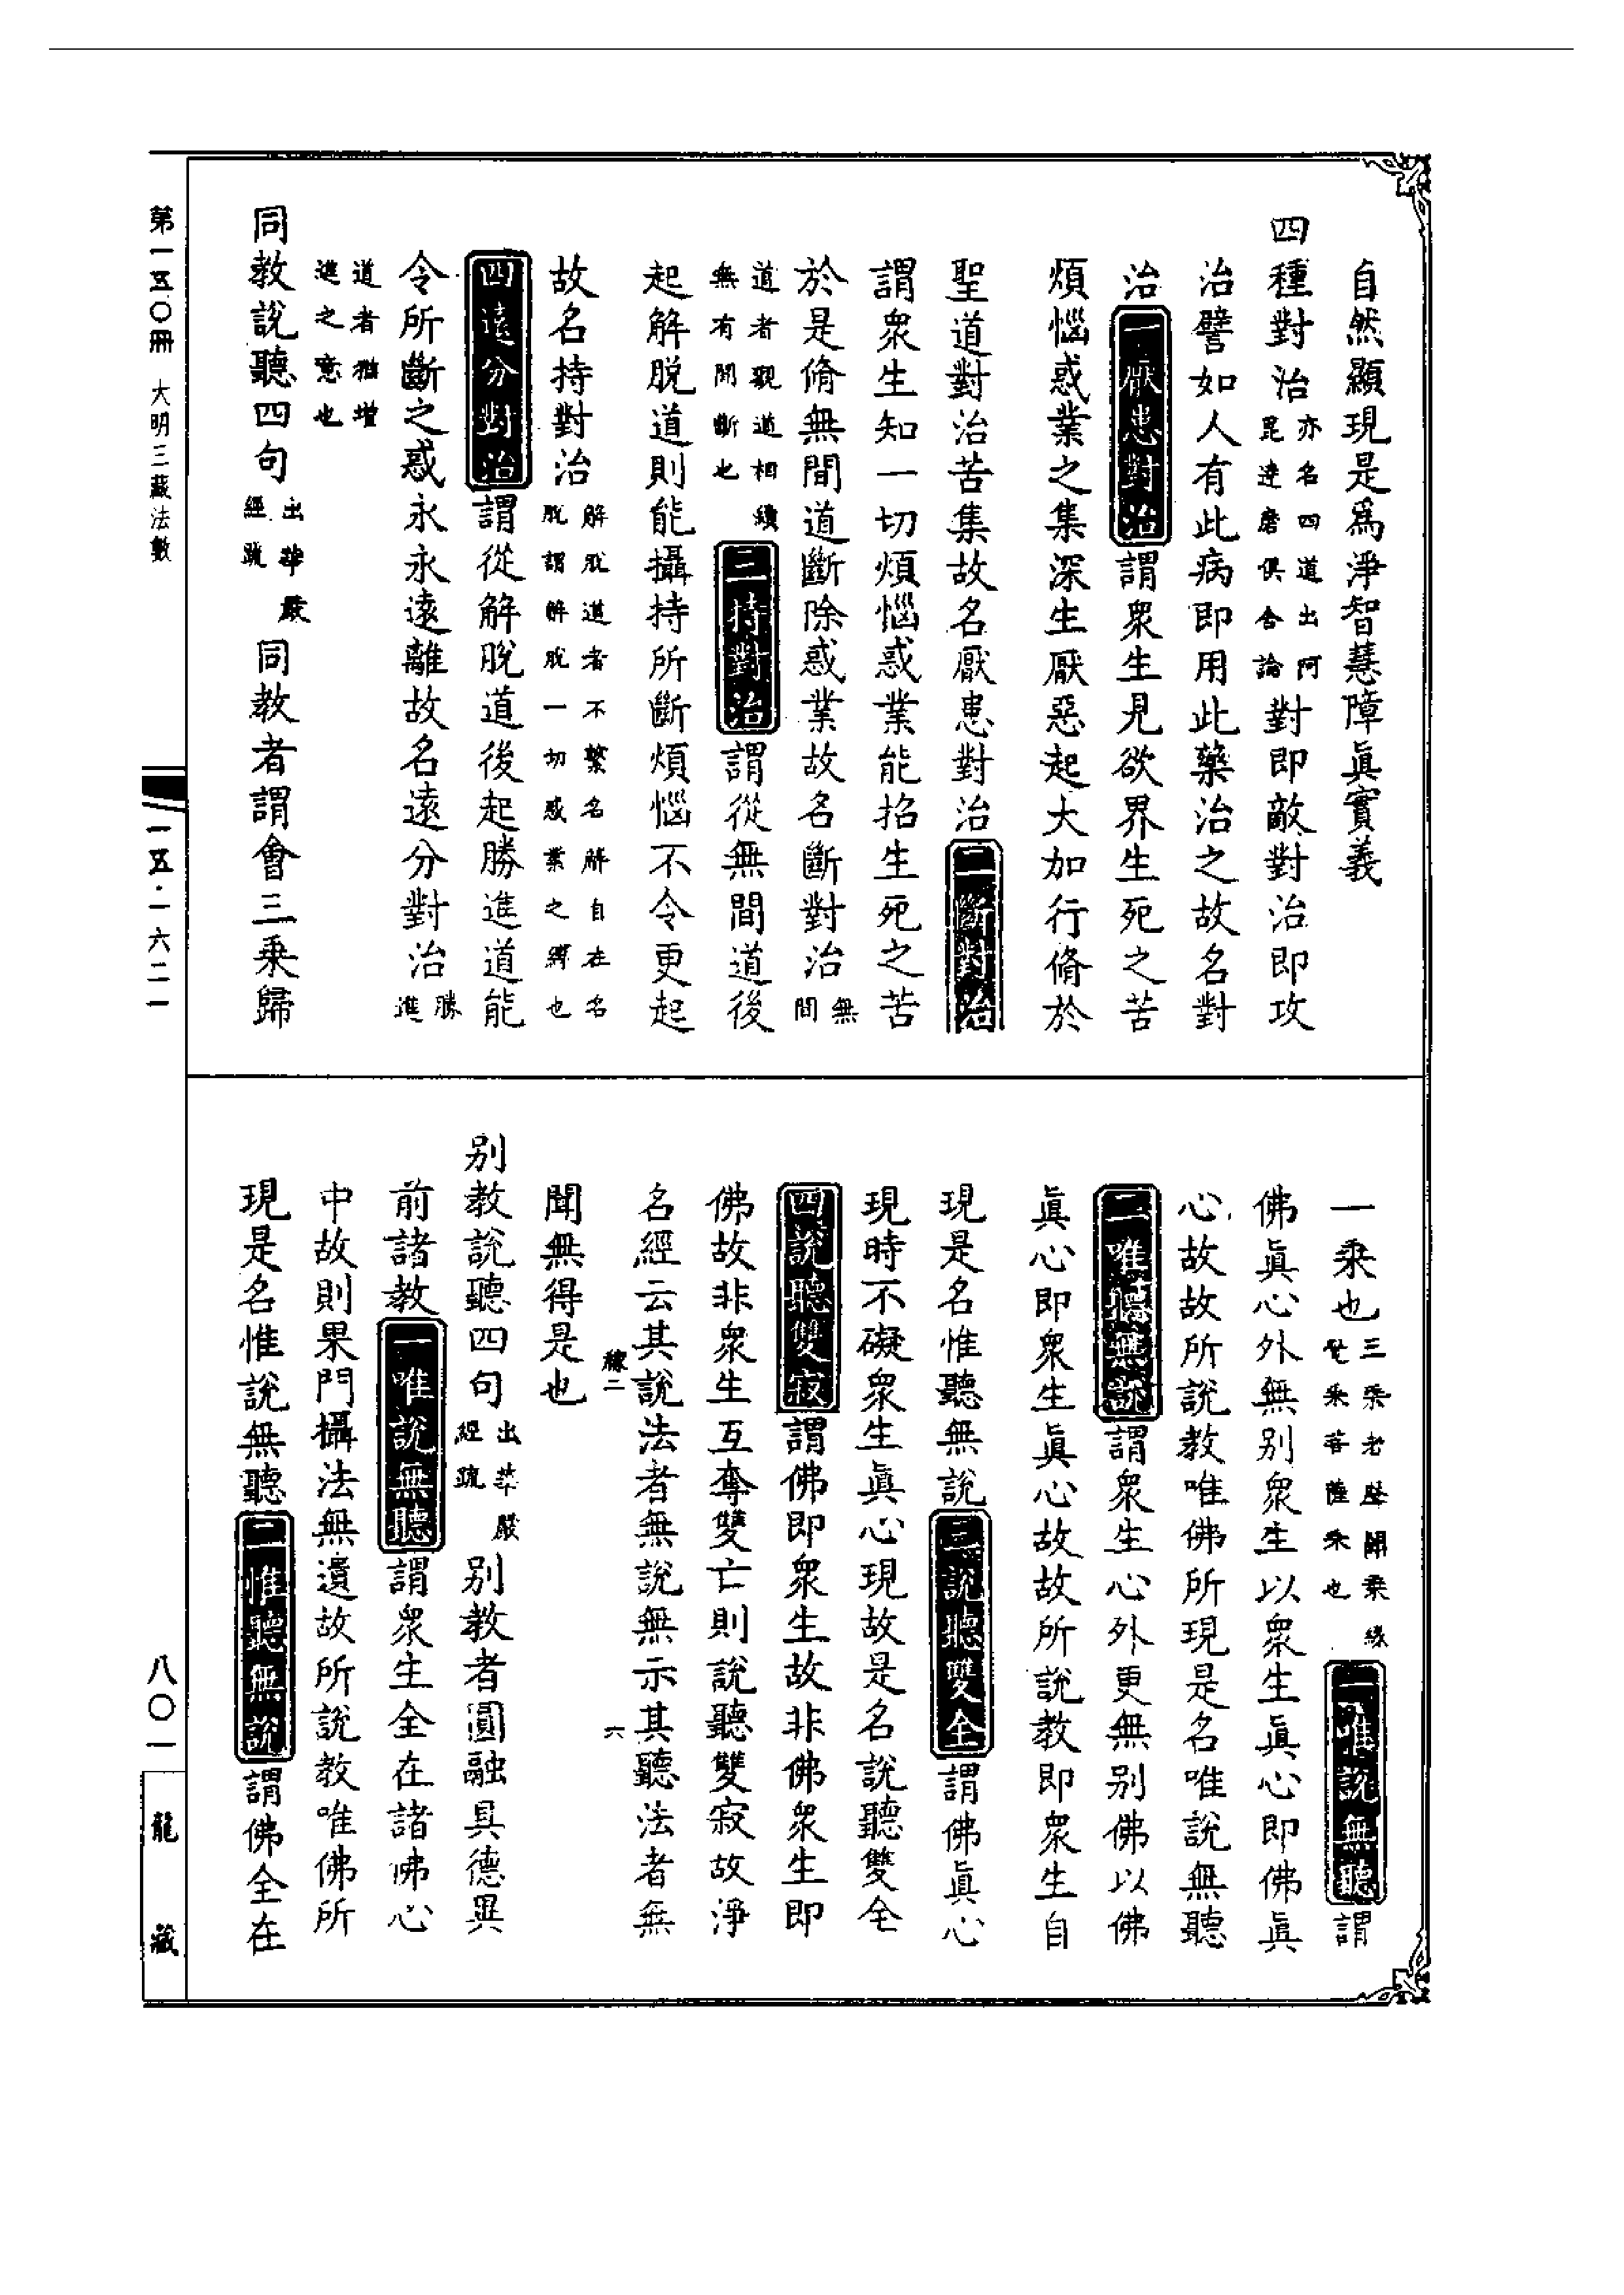 自然顯現是爲淨智慧障眞實義
四種對治亦名四道出阿毘達磨俱舍論對即敵對治即攻
治譬如人有此病即用此藥治之故名對
治一厭患對治謂衆生見欲界生死之苦
煩惱惑業之集深生厭惡起大加行脩於
聖道對治苦集故名厭患對治二斷對治
謂衆生知一切煩惱惑業能招生死之苦
於是脩無間道斷除惑業故名斷對治無間
道者觀道相續無有間斷也三持對治謂從無間道後
起解脫道則能攝持所斷煩惱不令更起
故名持對治解脫道者不繫名解自在名脫謂解脫一切惑業之縛也
四遠分對治謂從解脫道後起勝進道能
令所斷之惑永永遠離故名遠分對治勝進
道者猶增進之意也
同教說聽四句出華嚴經疏同教者謂會三乘歸
一乘也三乘者聲聞乘緣覺乘菩薩乘也一唯說無聽謂
佛眞心外無別衆生以衆生眞心即佛眞
心故故所說教唯佛所現是名唯說無聽
二唯聽無說謂衆生心外更無別佛以佛
眞心即衆生眞心故故所說教即衆生自
現是名惟聽無說三說聽雙全謂佛眞心
現時不礙衆生眞心現故是名說聽雙全
四說聽雙寂謂佛即衆生故非佛衆生即
佛故非衆生互奪雙亡則說聽雙寂故淨
名經云其說法者無說無示其聽法者無
稼二 六
聞無得是也
別教說聽四句出華嚴經疏別教者圓融具德異
前諸教一唯說無聽謂衆生全在諸佛心
中故則果門攝法無遺故所說教唯佛所
現是名惟說無聽二惟聽無說謂佛全在
第一五〇冊 大明三藏法數
一五·一六二一
八〇一
龍藏